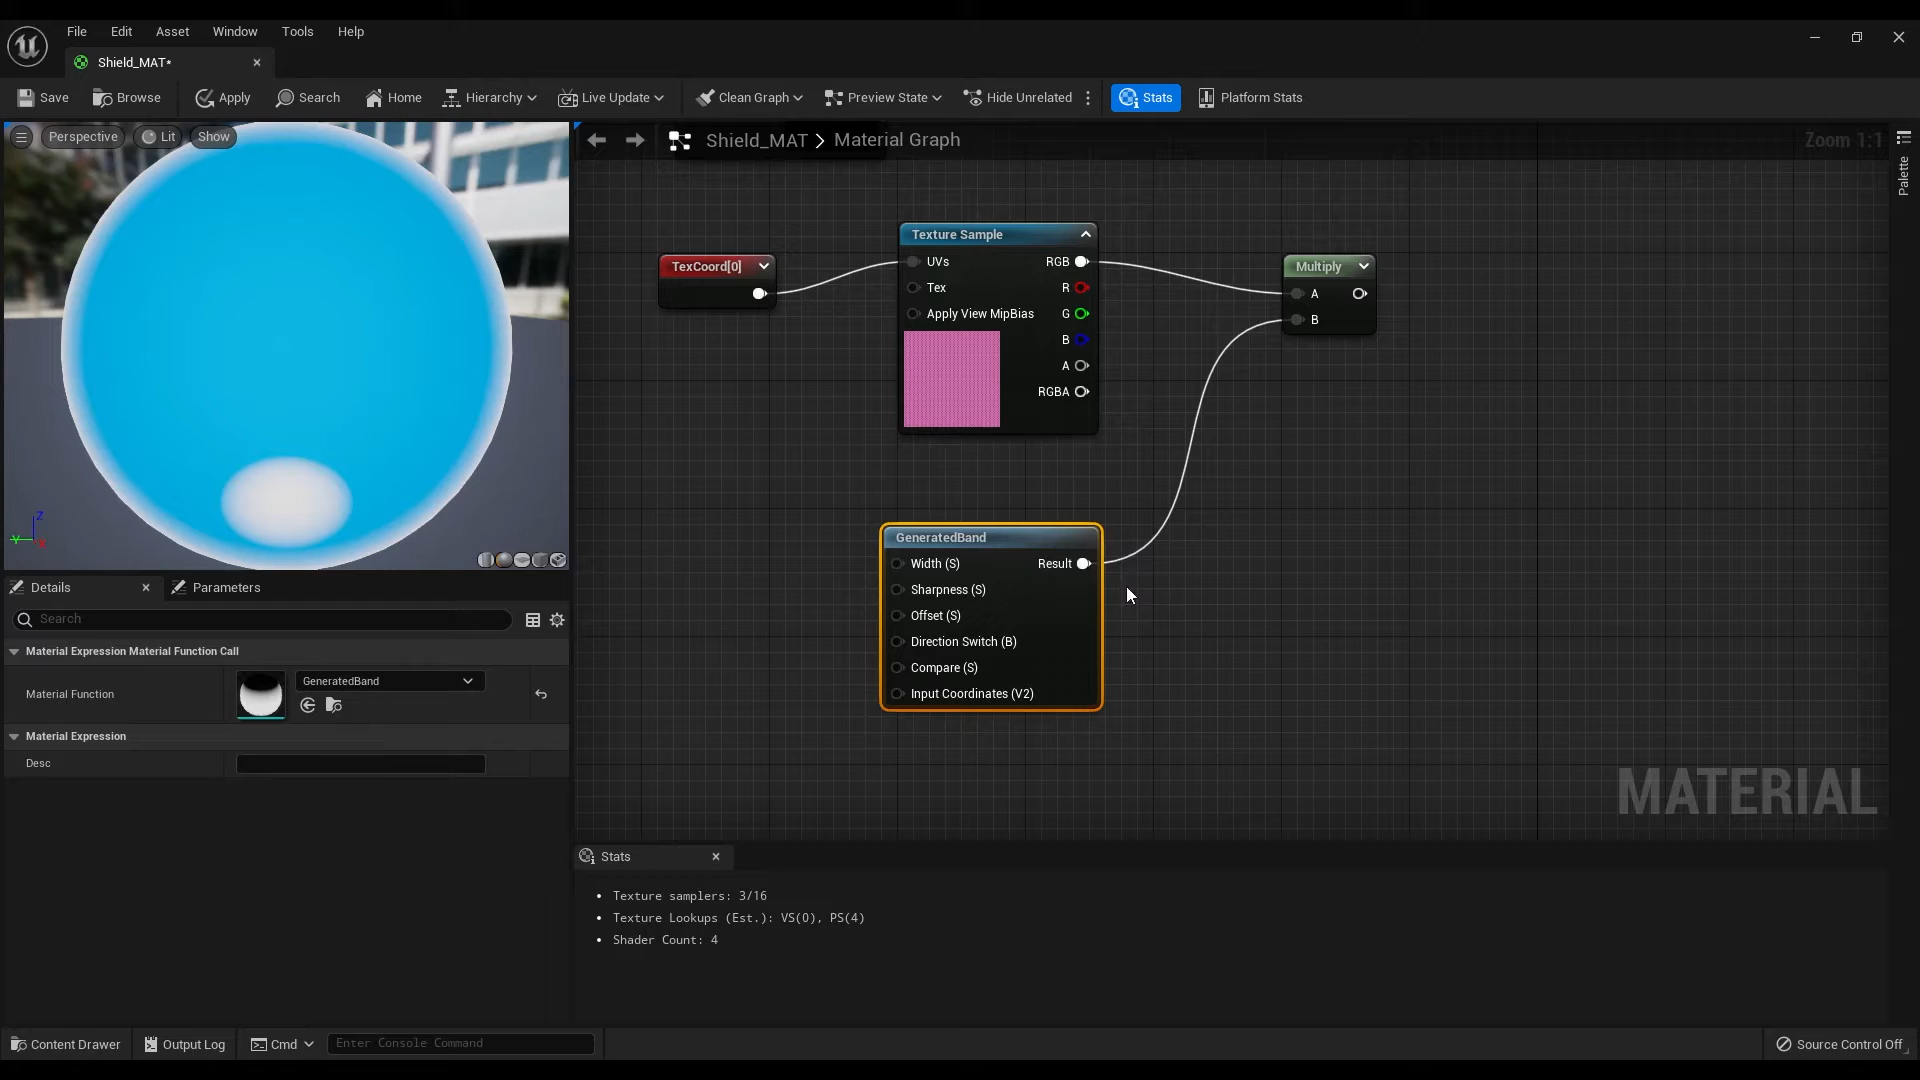 File Edit Asset Window Tools Help
Shield_MAT*
Save Browse Apply Search Home Hierarchy Live Update Clean Graph Preview State Hide Unrelated Stats Platform Stats
Perspective Lit Show
Shield_MAT > Material Graph
Zoom 1:1
Palette
TexCoord[0]
Texture Sample
UVs RGB
Tex R
Apply View MipBias G
B
A
RGBA
Multiply
A
B
GeneratedBand
Width (S) Result
Sharpness (S)
Offset (S)
Direction Switch (B)
Compare (S)
Input Coordinates (V2)
MATERIAL
Z
Y
Details Parameters
Search
Material Expression Material Function Call
Material Function GeneratedBand
Material Expression
Desc
Stats
Texture samplers: 3/16
Texture Lookups (Est.): VS(0), PS(4)
Shader Count: 4
Content Drawer Output Log Cmd Enter Console Command Source Control Off